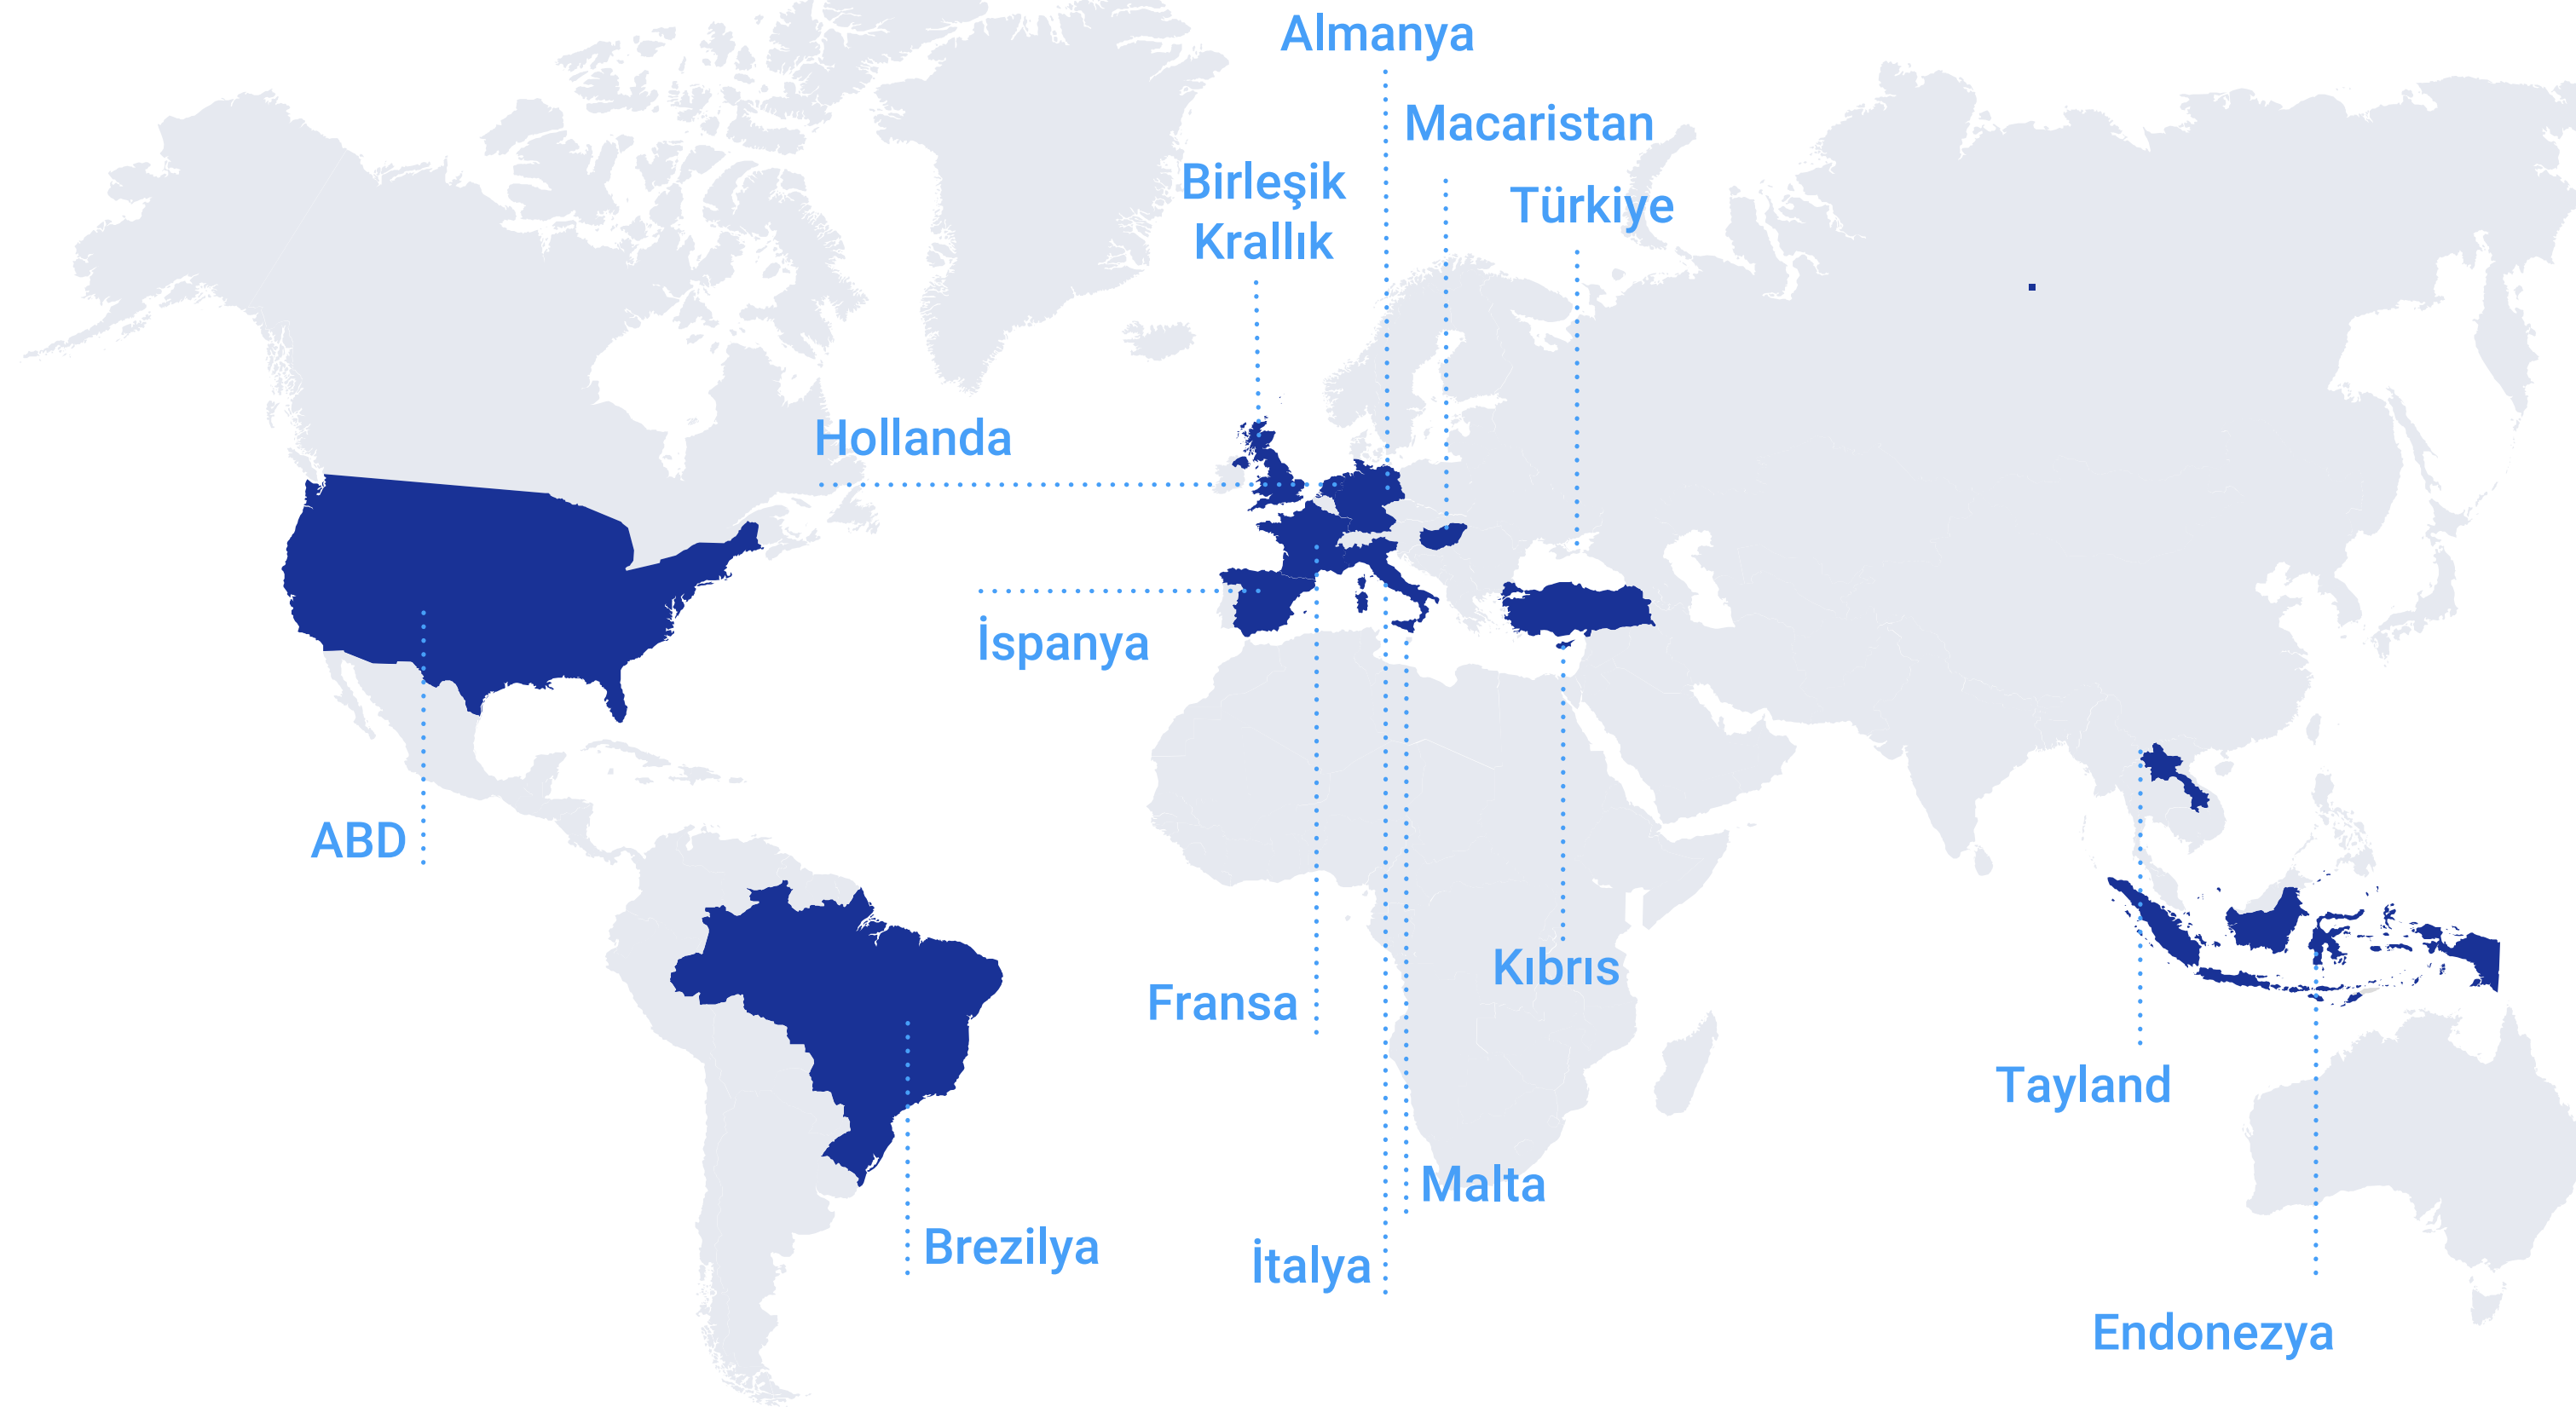 Almanya
Macaristan
Birleşik
Krallık
Türkiye
Hollanda
İspanya
ABD
Kıbrıs
Fransa
Tayland
Malta
Brezilya
İtalya
Endonezya